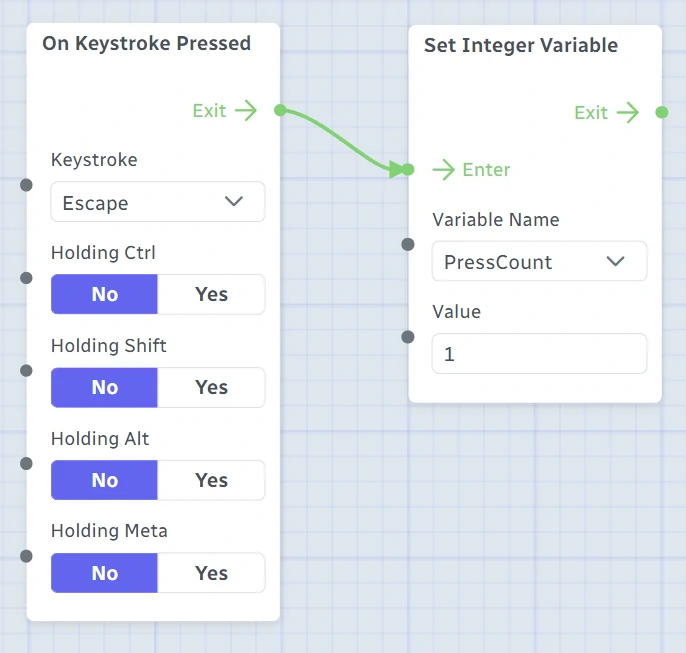 On Keystroke Pressed
Exit
Keystroke
Escape
Holding Ctrl
No Yes
Holding Shift
No Yes
Holding Alt
No Yes
Holding Meta
No Yes
Set Integer Variable
Exit
Enter
Variable Name
PressCount
Value
1